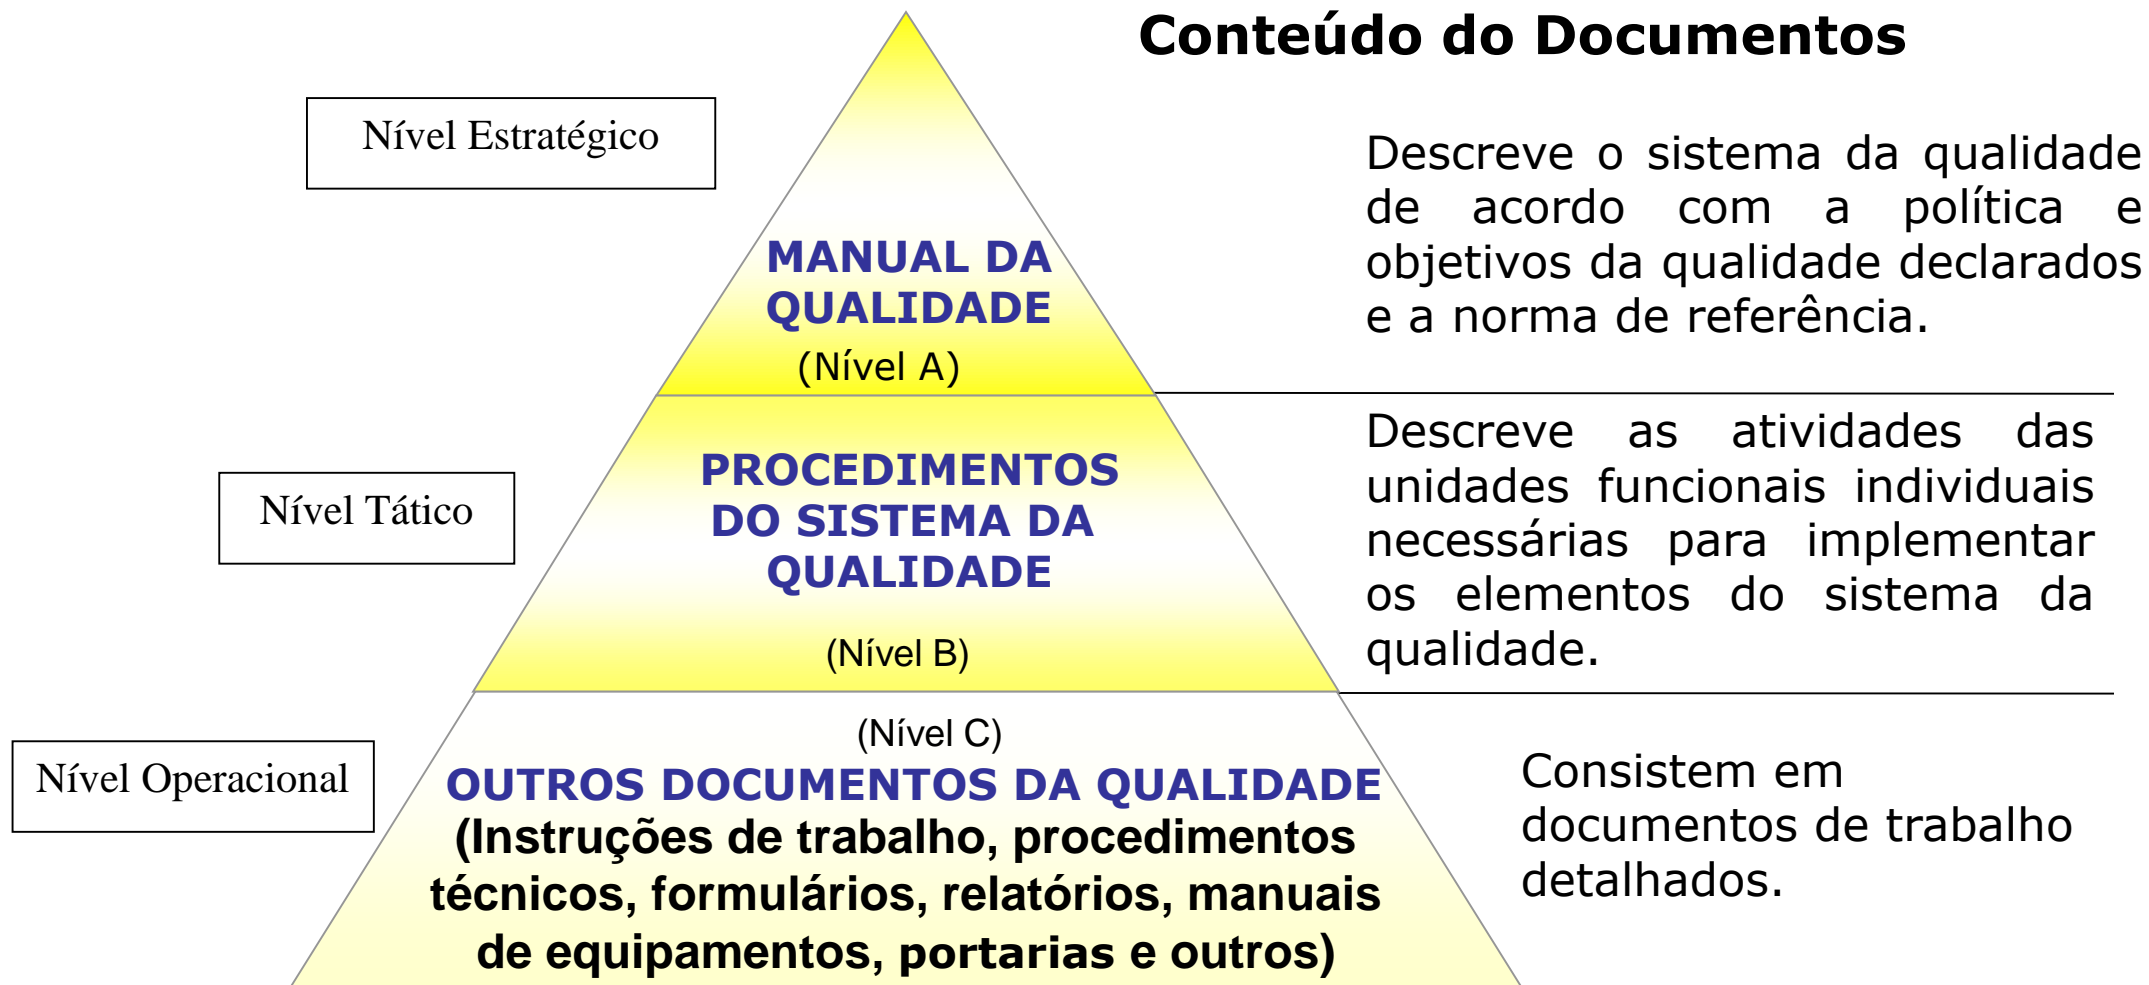 Conteúdo do Documentos
Nível Estratégico
MANUAL DA
QUALIDADE
(Nível A)
Descreve o sistema da qualidade
de acordo com a política e
objetivos da qualidade declarados
e a norma de referência.
Nível Tático
PROCEDIMENTOS
DO SISTEMA DA
QUALIDADE
(Nível B)
Descreve as atividades das
unidades funcionais individuais
necessárias para implementar
os elementos do sistema da
qualidade.
Nível Operacional
(Nível C)
OUTROS DOCUMENTOS DA QUALIDADE
(Instruções de trabalho, procedimentos
técnicos, formulários, relatórios, manuais
de equipamentos, portarias e outros)
Consistem em
documentos de trabalho
detalhados.